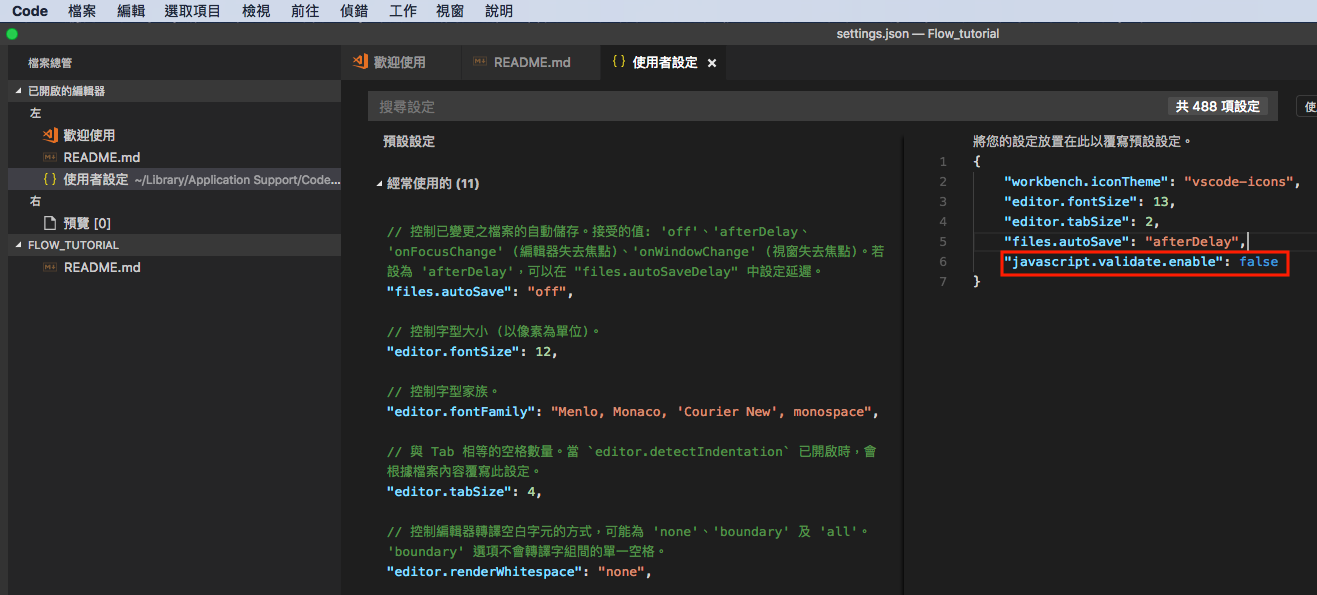 Code 檔案 編輯 選取項目 檢視 前往 偵錯 工作 視窗 說明
settings.json — Flow_tutorial
檔案總管
已開啟的編輯器
左
歡迎使用
README.md
{ } 使用者設定 ~/Library/Application Support/Code...
右
預覽 [0]
FLOW_TUTORIAL
README.md
歡迎使用 README.md { } 使用者設定 ×
搜尋設定 共 488 項設定 使
預設設定
經常使用的 (11)
// 控制已變更之檔案的自動儲存。接受的值: 'off'、'afterDelay、
'onFocusChange' (編輯器失去焦點)、'onWindowChange' (視窗失去焦點)。若
設為 'afterDelay'，可以在 "files.autoSaveDelay" 中設定延遲。
"files.autoSave": "off",
// 控制字型大小 (以像素為單位)。
"editor.fontSize": 12,
// 控制字型家族。
"editor.fontFamily": "Menlo, Monaco, 'Courier New', monospace",
// 與 Tab 相等的空格數量。當 `editor.detectIndentation` 已開啟時，會
根據檔案內容覆寫此設定。
"editor.tabSize": 4,
// 控制編輯器轉譯空白字元的方式，可能為 'none'、'boundary' 及 'all'。
'boundary' 選項不會轉譯字組間的單一空格。
"editor.renderWhitespace": "none",
將您的設定放置在此以覆寫預設設定。
1 {
2 "workbench.iconTheme": "vscode-icons",
3 "editor.fontSize": 13,
4 "editor.tabSize": 2,
5 "files.autoSave": "afterDelay",
6 "javascript.validate.enable": false
7 }